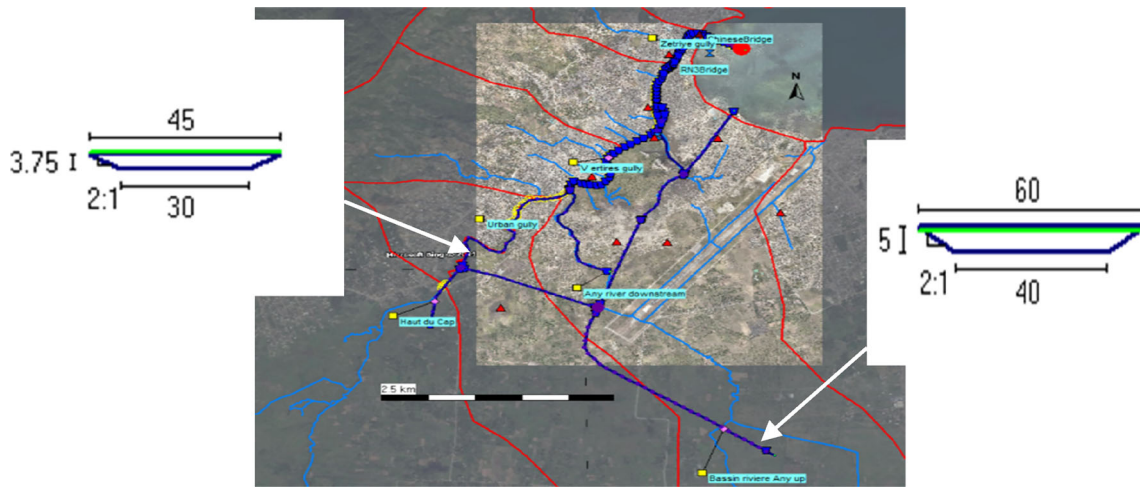 45
3.75 I
2:1
30
Zetriye gully
ChineseBridge
RN3Bridge
N
V ertires gully
Urban gully
Any river downstream
Haut du Cap
2.5 km
Bassin riviere Any up
60
5 I
2:1
40